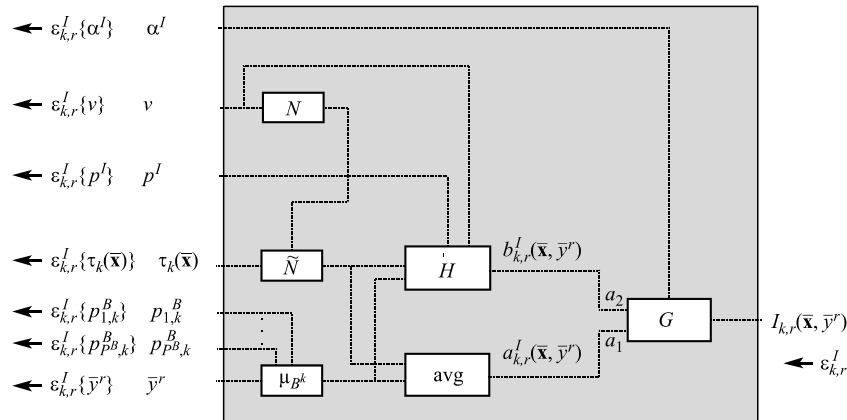 ε^I_{k,r}{α^I} α^I
ε^I_{k,r}{v} v N
ε^I_{k,r}{p^I} p^I
b^I_{k,r}(x̄, ȳ^r)
ε^I_{k,r}{τ_k(x̄)} τ_k(x̄) Ñ H
a_2
ε^I_{k,r}{p^B_{1,k}} p^B_{1,k} G I_{k,r}(x̄, ȳ^r)
a_1
ε^I_{k,r}{p^B_{P^B,k}} p^B_{P^B,k} a^I_{k,r}(x̄, ȳ^r) ε^I_{k,r}
ε^I_{k,r}{ȳ^r} ȳ^r μ_{B^k} avg